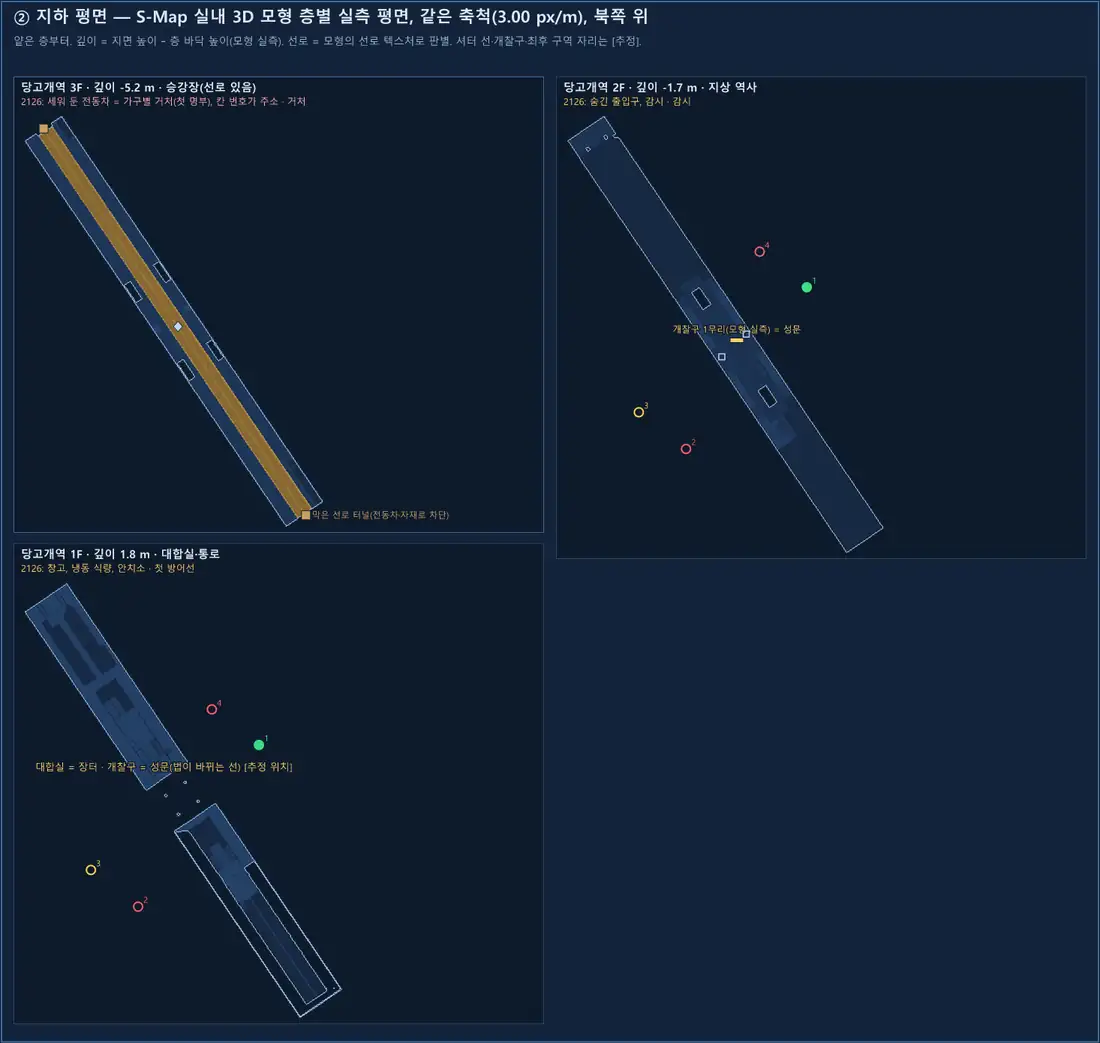 ② 지하 평면 — S-Map 실내 3D 모형 층별 실측 평면, 같은 축척(3.00 px/m), 북쪽 위
얕은 층부터. 깊이 = 지면 높이 − 층 바닥 높이(모형 실측). 선로 = 모형의 선로 텍스처로 판별. 셔터 선·개찰구·최후 구역 자리는 [추정].
당고개역 3F · 깊이 -5.2 m · 승강장(선로 있음)
2126: 세워 둔 전동차 = 가구별 거처(첫 명부), 칸 번호가 주소 · 거처
막은 선로 터널(전동차·자재로 차단)
당고개역 2F · 깊이 -1.7 m · 지상 역사
2126: 숨긴 출입구, 감시 · 감시
4
1
개찰구 1무리(모형 실측) = 성문
3
2
당고개역 1F · 깊이 1.8 m · 대합실·통로
2126: 창고, 냉동 식량, 안치소 · 첫 방어선
4
1
대합실 = 장터 · 개찰구 = 성문(법이 바뀌는 선) [추정 위치]
3
2